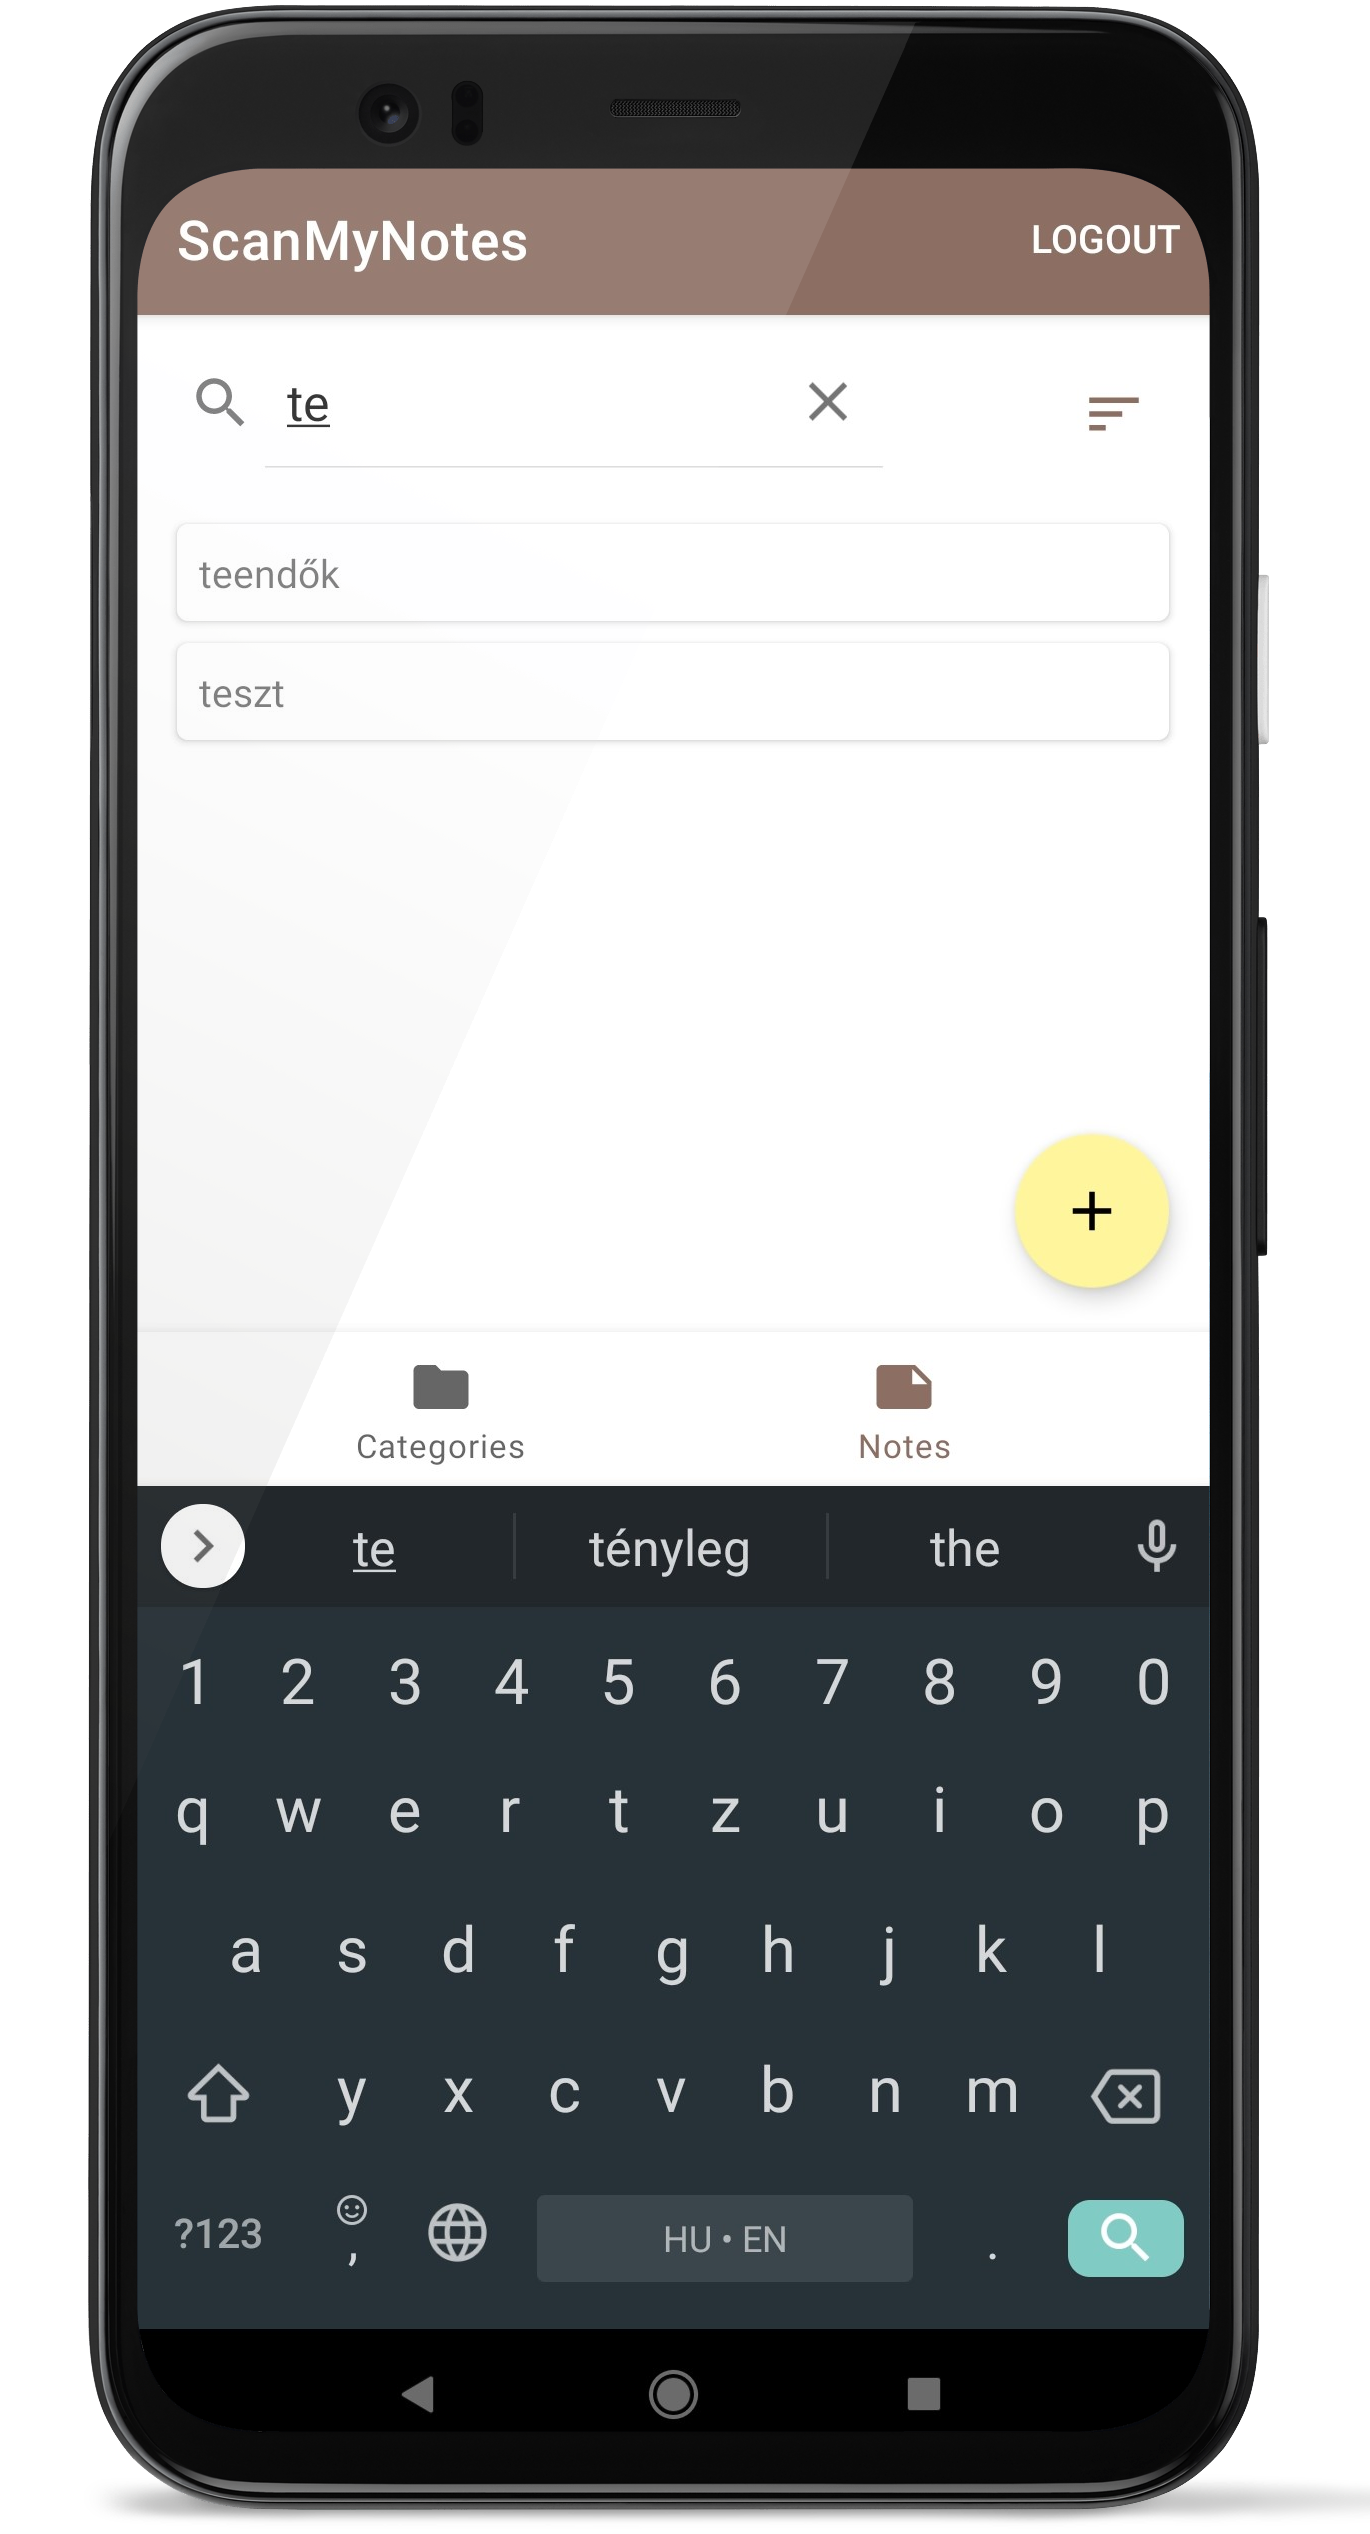 ScanMyNotes LOGOUT
te
teendők
teszt
Categories Notes
te tényleg the
1 2 3 4 5 6 7 8 9 0
q w e r t z u i o p
a s d f g h j k l
y x c v b n m
?123 , HU • EN .